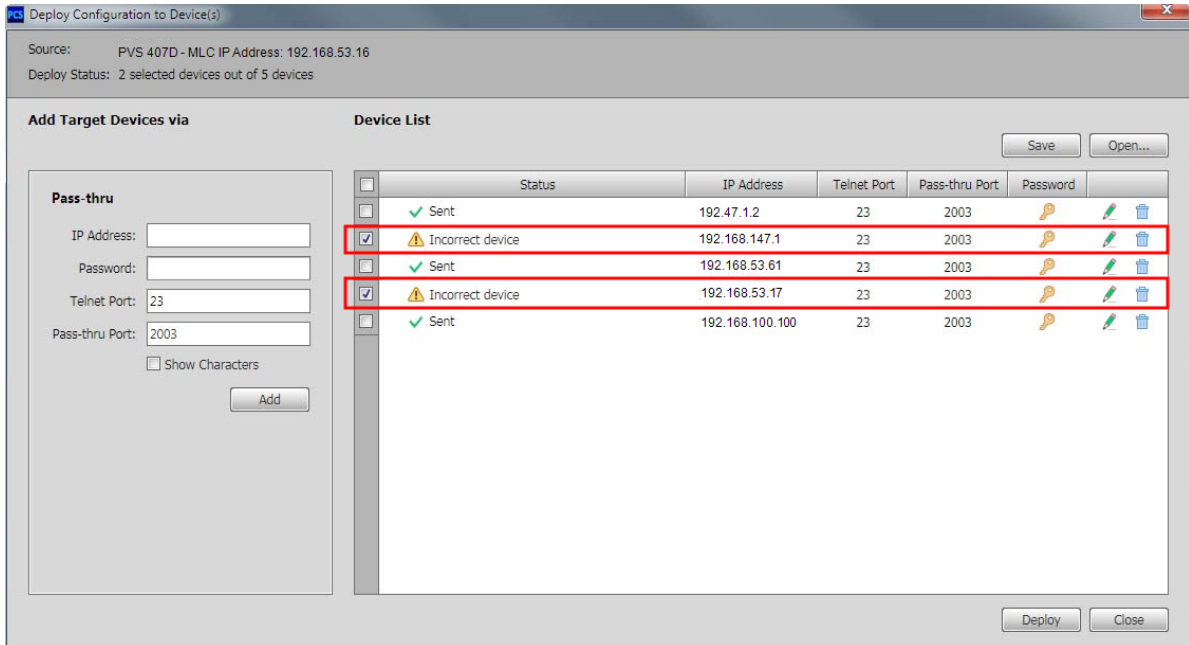 PCS Deploy Configuration to Device(s)
Source: PVS 407D - MLC IP Address: 192.168.53.16
Deploy Status: 2 selected devices out of 5 devices
Add Target Devices via
Device List
Save Open...
Pass-thru
IP Address:
Password:
Telnet Port: 23
Pass-thru Port: 2003
Show Characters
Add
Status IP Address Telnet Port Pass-thru Port Password
Sent 192.47.1.2 23 2003
Incorrect device 192.168.147.1 23 2003
Sent 192.168.53.61 23 2003
Incorrect device 192.168.53.17 23 2003
Sent 192.168.100.100 23 2003
Deploy Close